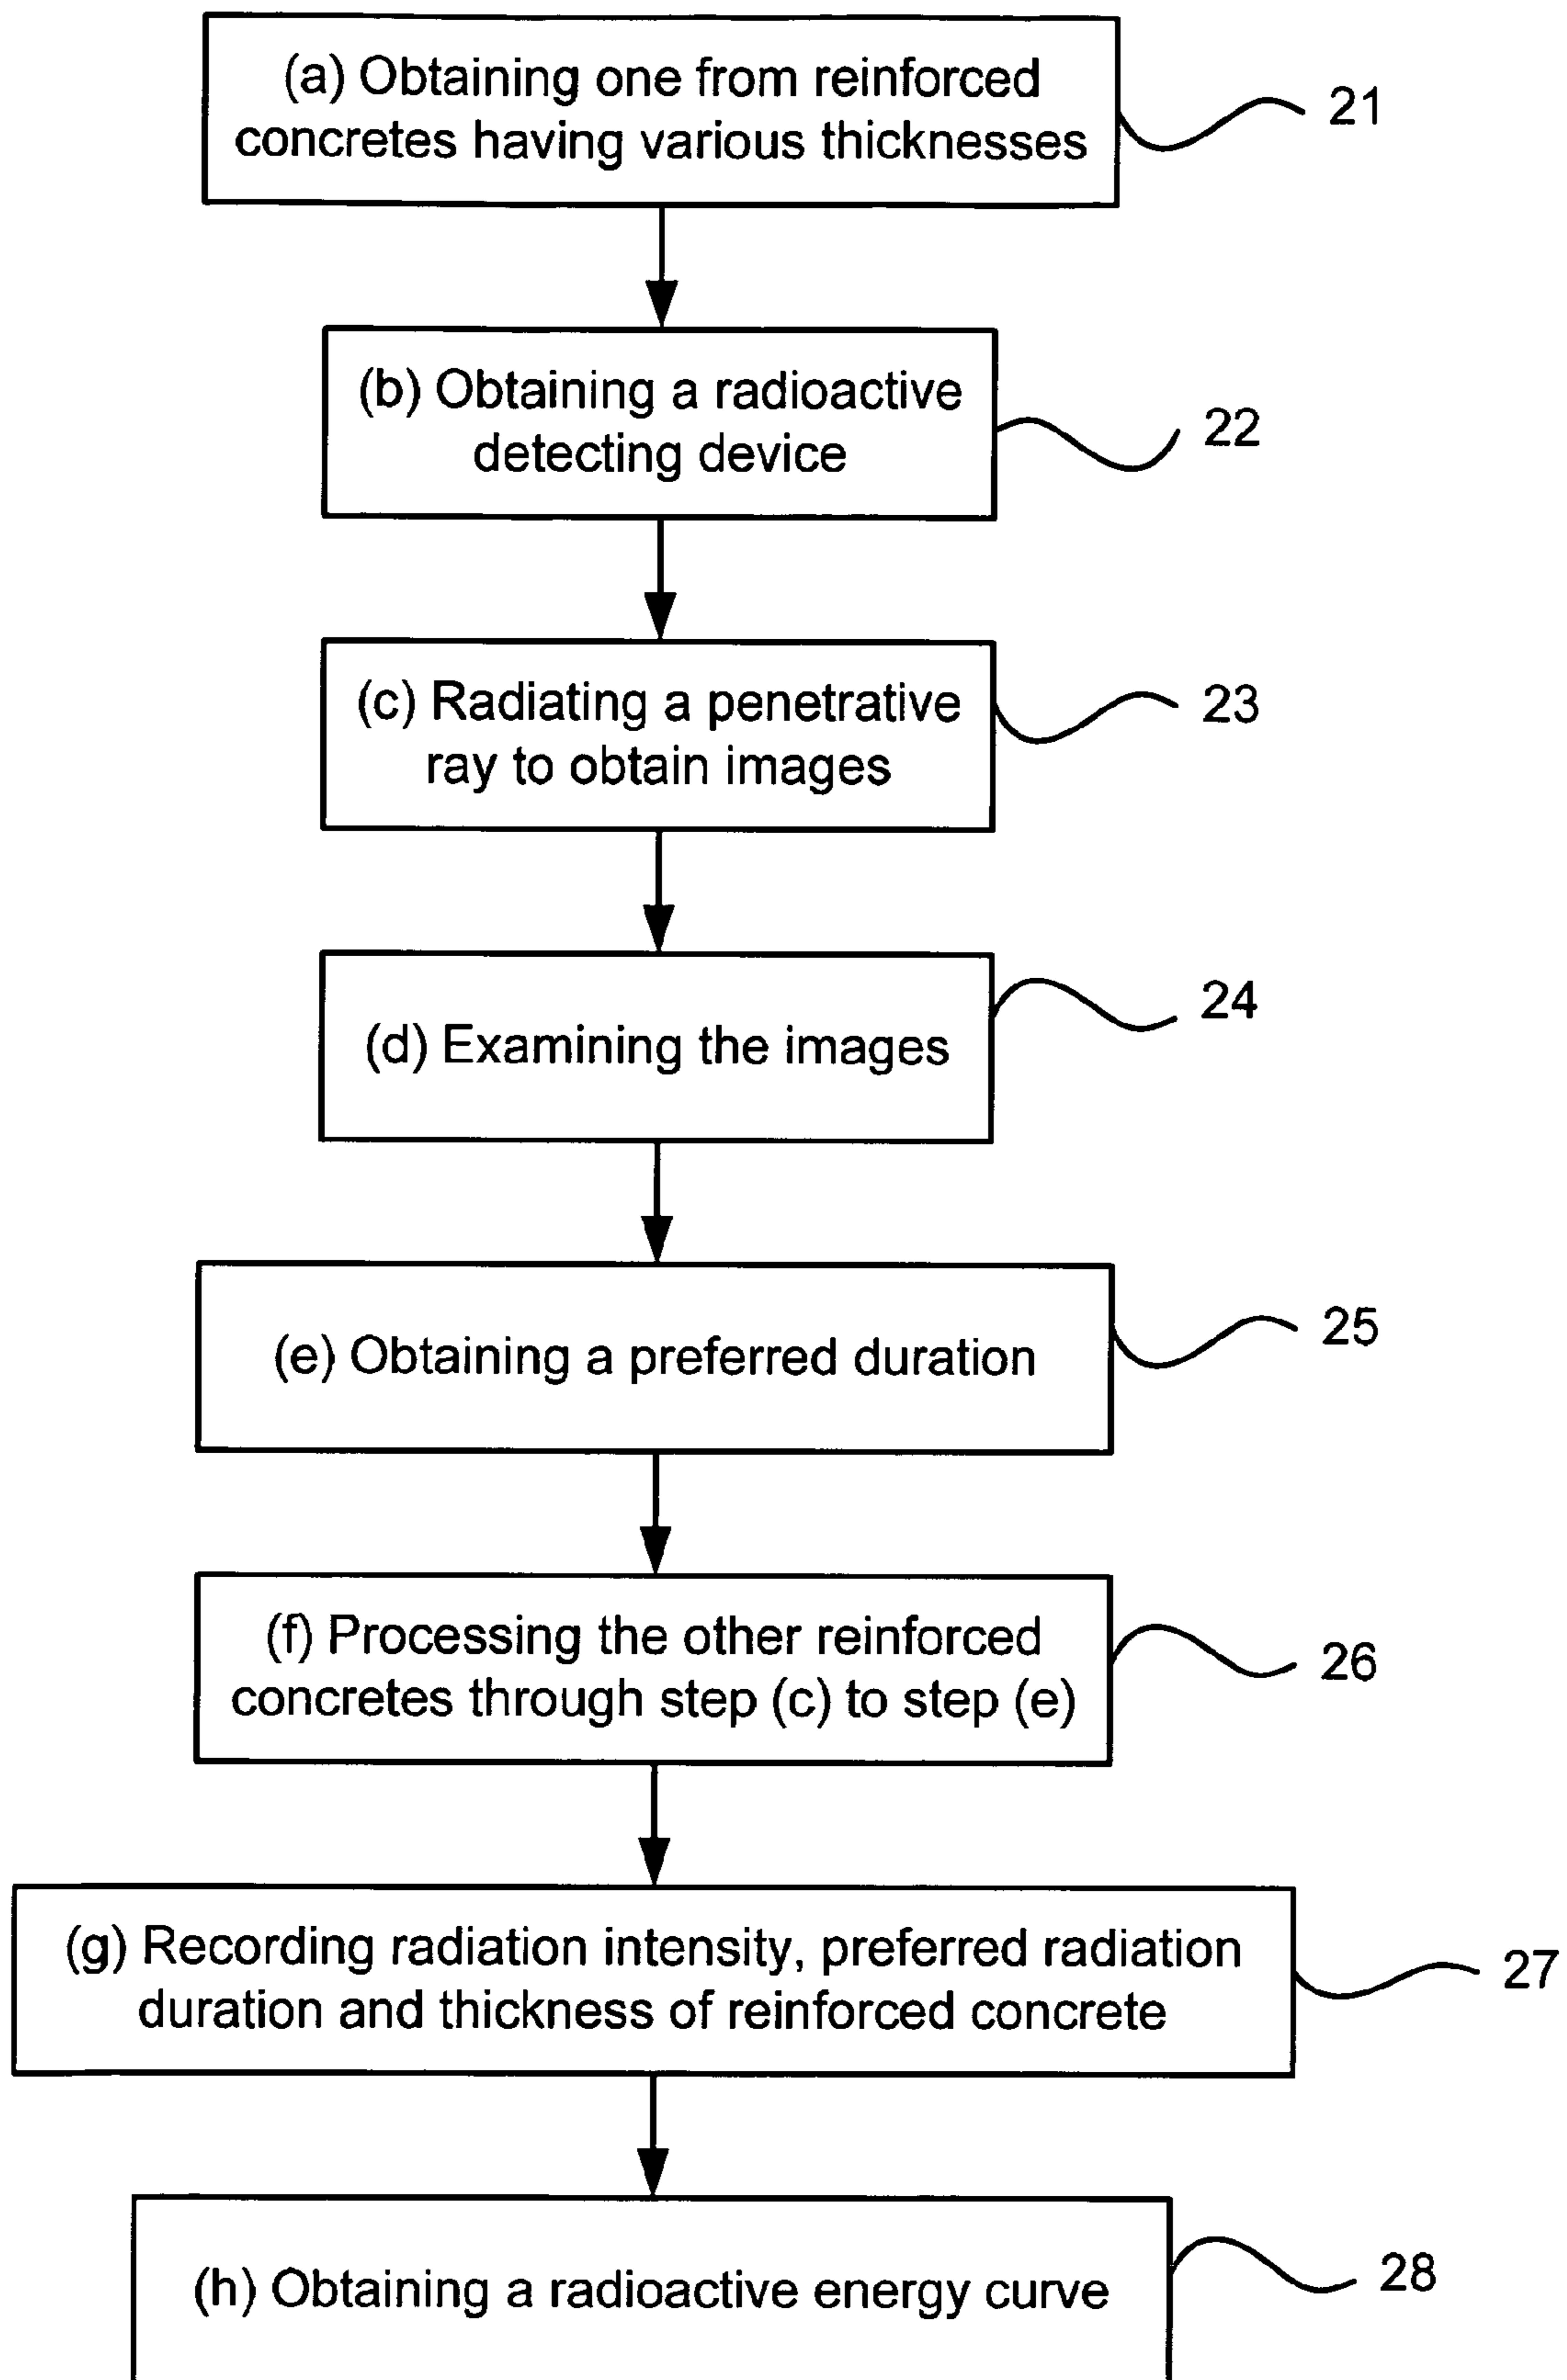 (a) Obtaining one from reinforced
concretes having various thicknesses
21
(b) Obtaining a radioactive
detecting device
22
(c) Radiating a penetrative
ray to obtain images
23
(d) Examining the images
24
(e) Obtaining a preferred duration
25
(f) Processing the other reinforced
concretes through step (c) to step (e)
26
(g) Recording radiation intensity, preferred radiation
duration and thickness of reinforced concrete
27
(h) Obtaining a radioactive energy curve
28